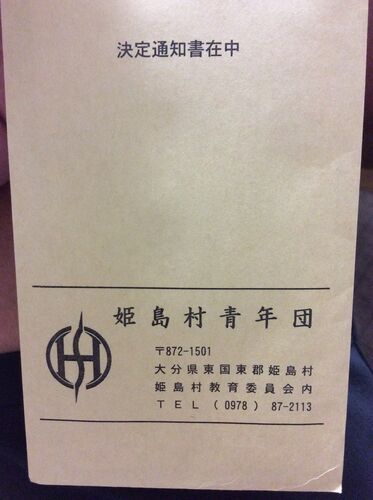 決定通知書在中
姫島村青年団
〒872-1501
大分県東国東郡姫島村
姫島村教育委員会内
TEL (0978) 87-2113